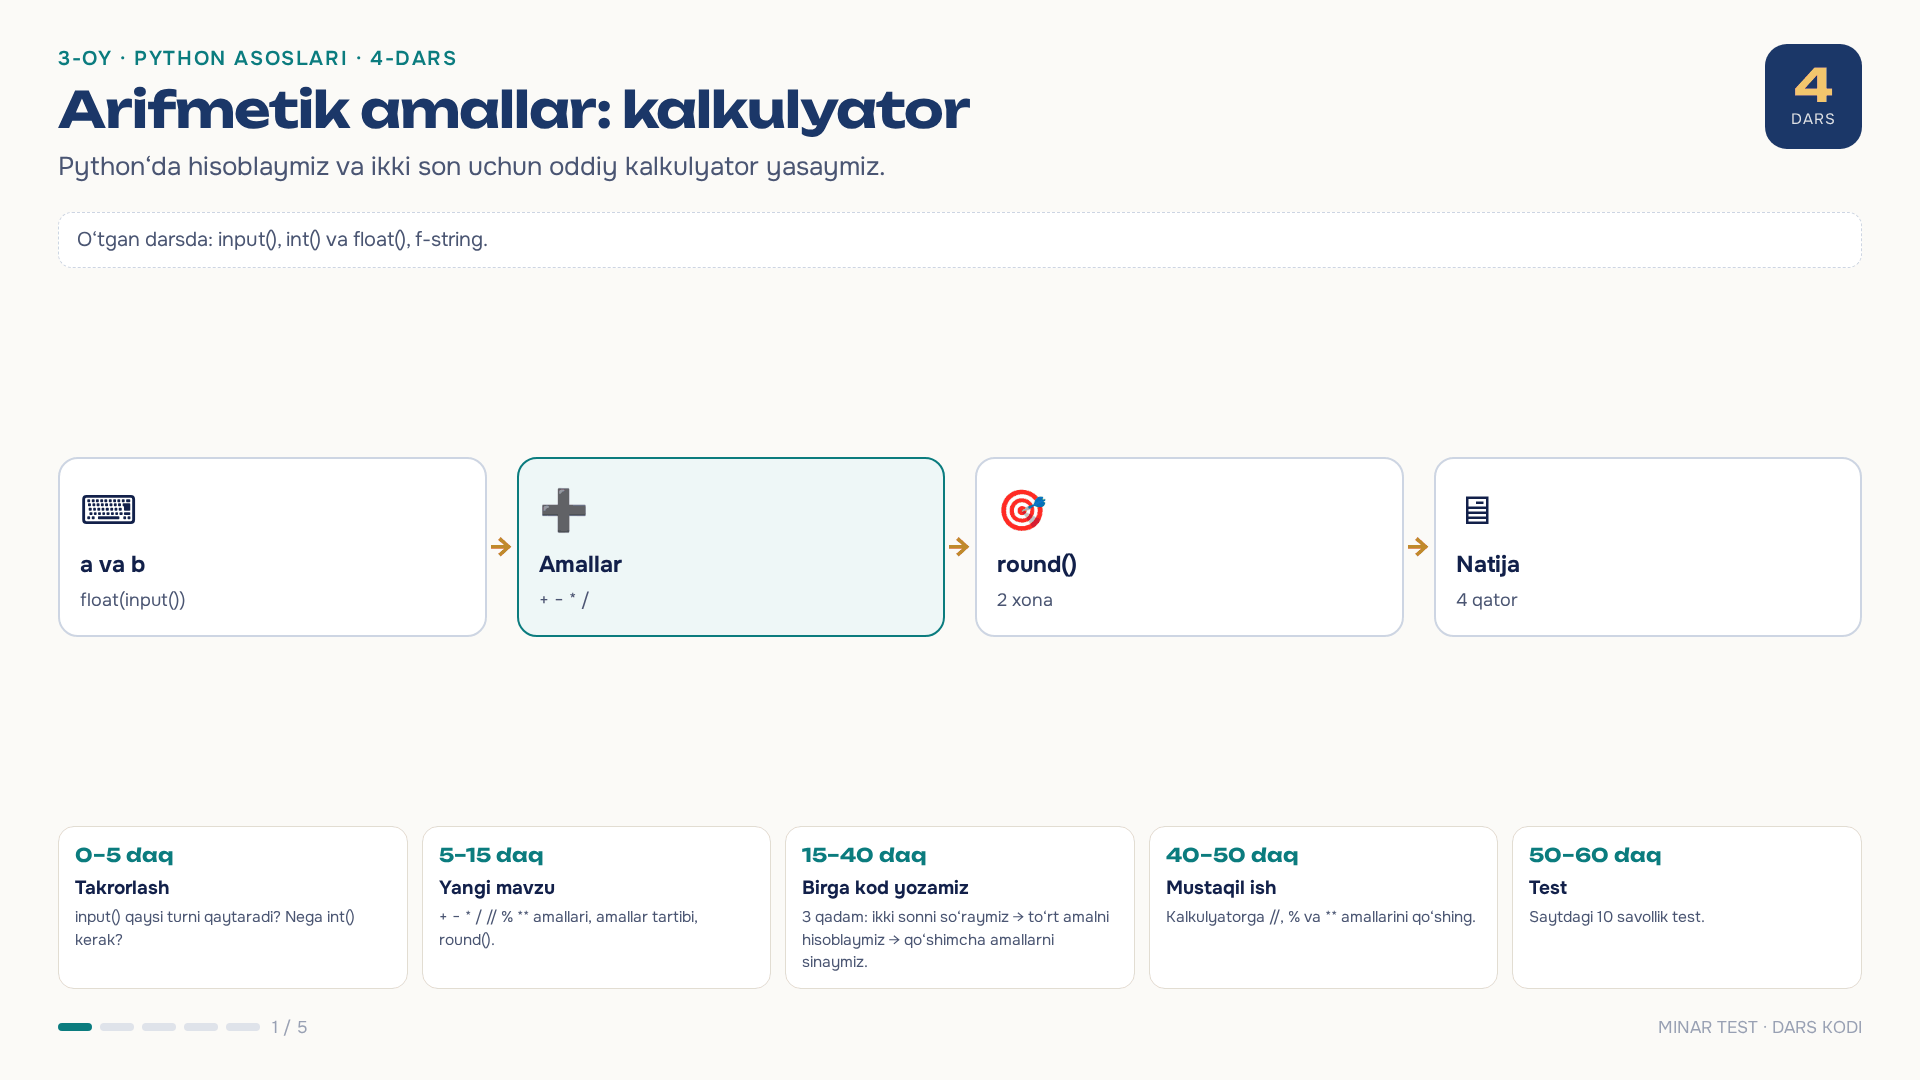 3-OY · PYTHON ASOSLARI · 4-DARS
Arifmetik amallar: kalkulyator
Python‘da hisoblaymiz va ikki son uchun oddiy kalkulyator yasaymiz.
4
DARS
O‘tgan darsda: input(), int() va float(), f-string.
a va b
float(input())
→
Amallar
+ − * /
→
round()
2 xona
→
Natija
4 qator
0–5 daq
Takrorlash
input() qaysi turni qaytaradi? Nega int()
kerak?
5–15 daq
Yangi mavzu
+ − * / // % ** amallari, amallar tartibi,
round().
15–40 daq
Birga kod yozamiz
3 qadam: ikki sonni so‘raymiz → to‘rt amalni
hisoblaymiz → qo‘shimcha amallarni
sinaymiz.
40–50 daq
Mustaqil ish
Kalkulyatorga //, % va ** amallarini qo‘shing.
50–60 daq
Test
Saytdagi 10 savollik test.
1 / 5
MINAR TEST · DARS KODI